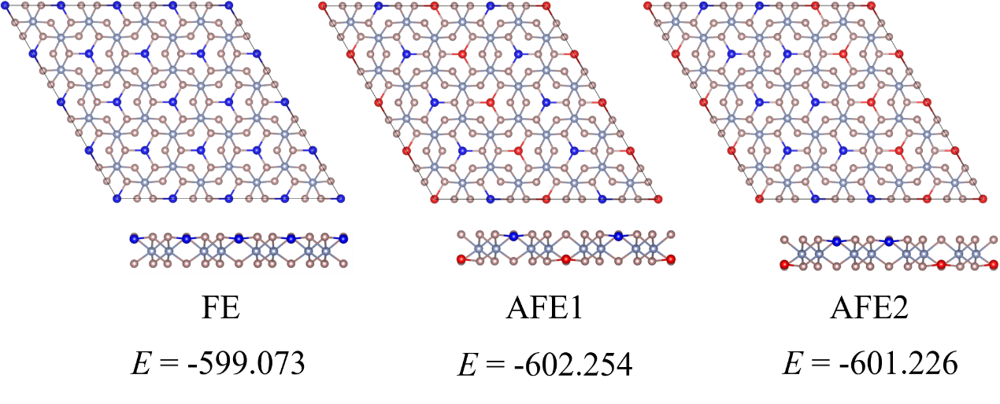 FE AFE1 AFE2
E = -599.073 E = -602.254 E = -601.226